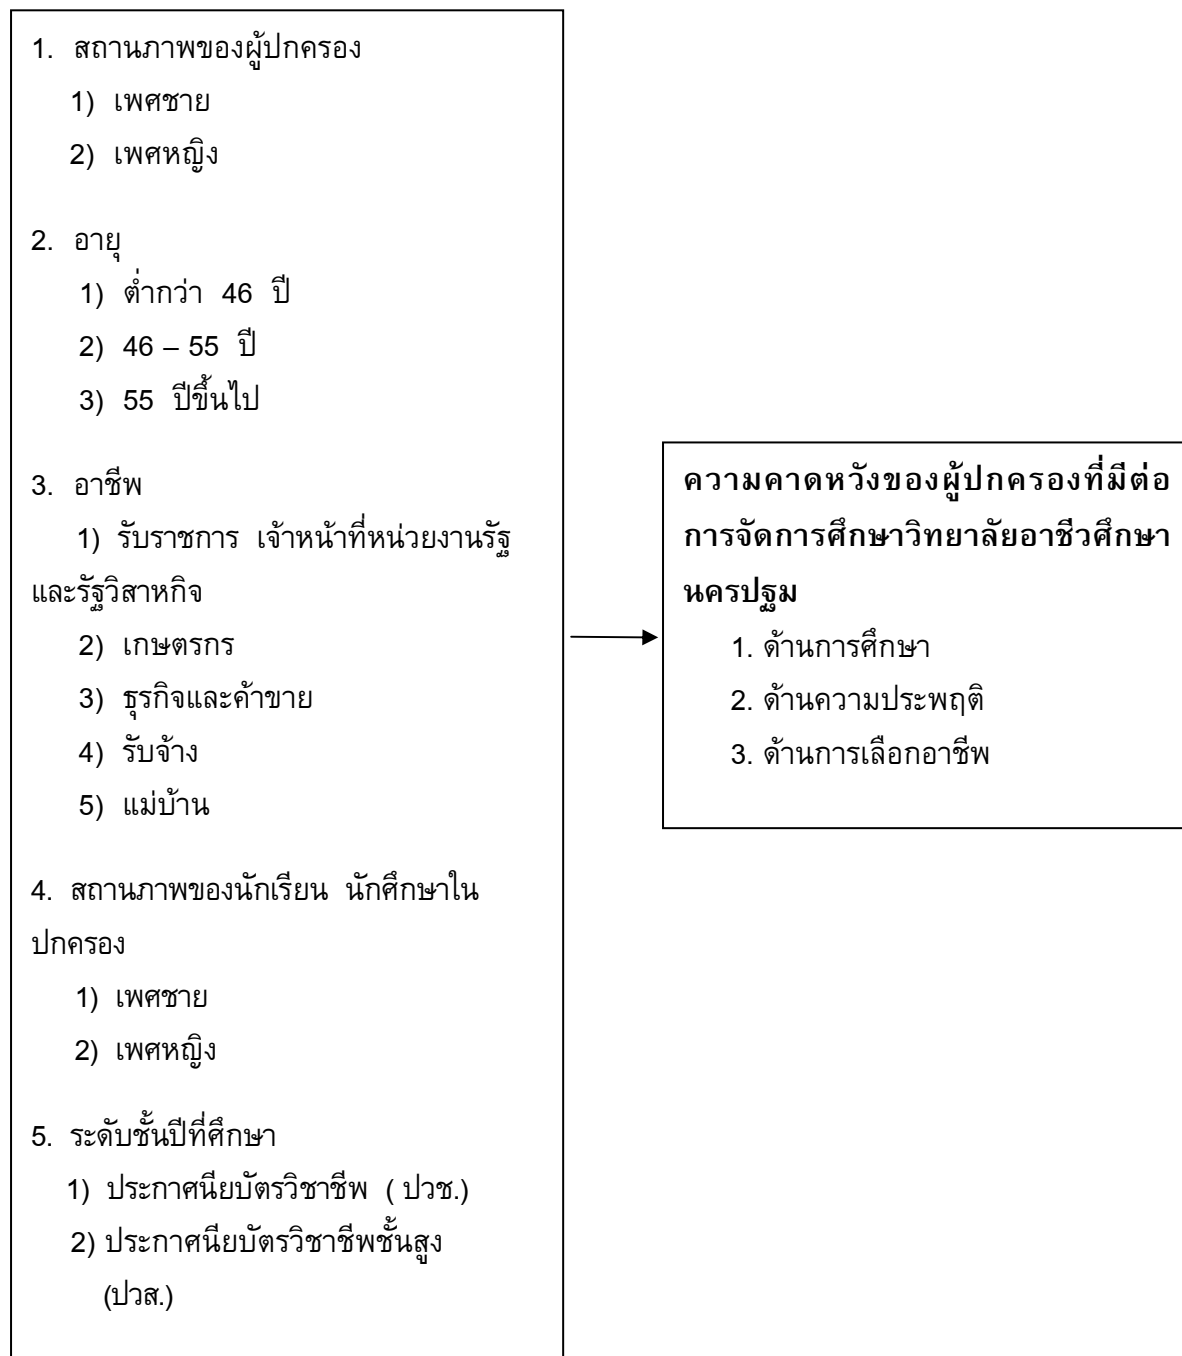 1. สถานภาพของผู้ปกครอง
1) เพศชาย
2) เพศหญิง
2. อายุ
1) ต่ำกว่า 46 ปี
2) 46 – 55 ปี
3) 55 ปีขึ้นไป
3. อาชีพ
1) รับราชการ เจ้าหน้าที่หน่วยงานรัฐ
และรัฐวิสาหกิจ
2) เกษตรกร
3) ธุรกิจและค้าขาย
4) รับจ้าง
5) แม่บ้าน
4. สถานภาพของนักเรียน นักศึกษาใน
ปกครอง
1) เพศชาย
2) เพศหญิง
5. ระดับชั้นปีที่ศึกษา
1) ประกาศนียบัตรวิชาชีพ ( ปวช.)
2) ประกาศนียบัตรวิชาชีพชั้นสูง
(ปวส.)
ความคาดหวังของผู้ปกครองที่มีต่อ
การจัดการศึกษาวิทยาลัยอาชีวศึกษา
นครปฐม
1. ด้านการศึกษา
2. ด้านความประพฤติ
3. ด้านการเลือกอาชีพ